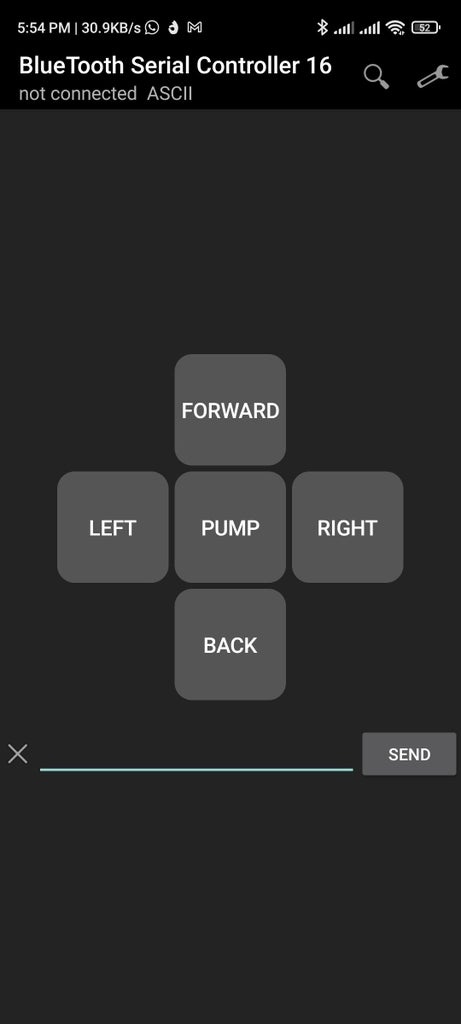 5:54 PM | 30.9KB/s
52
BlueTooth Serial Controller 16
not connected ASCII
FORWARD
LEFT PUMP RIGHT
BACK
SEND